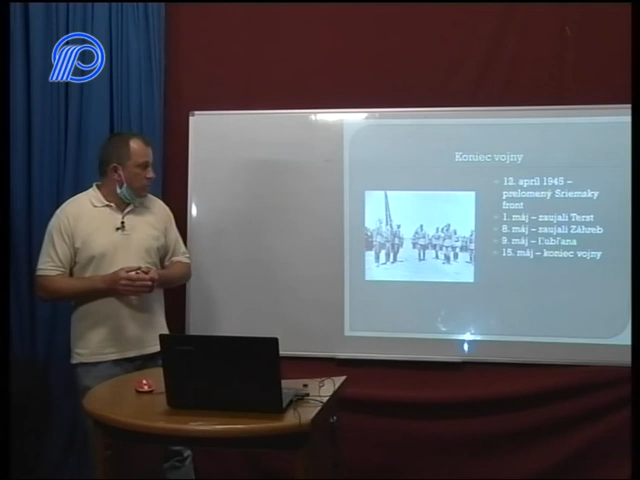 Koniec vojny
12. apríl 1945 –
prelomený Sriemsky
front
1. máj – zaujali Terst
8. máj – zaujali Záhreb
9. máj – Ľubľana
15. máj – koniec vojny